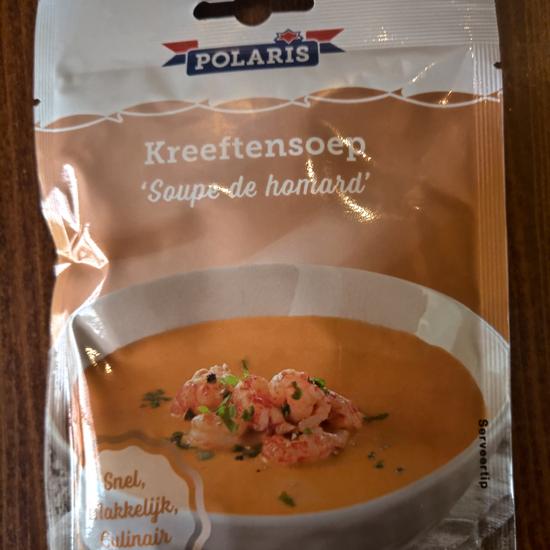 POLARIS
Kreeftensoep
'Soupe de homard'
Serveertip
Snel,
makkelijk,
Culinair